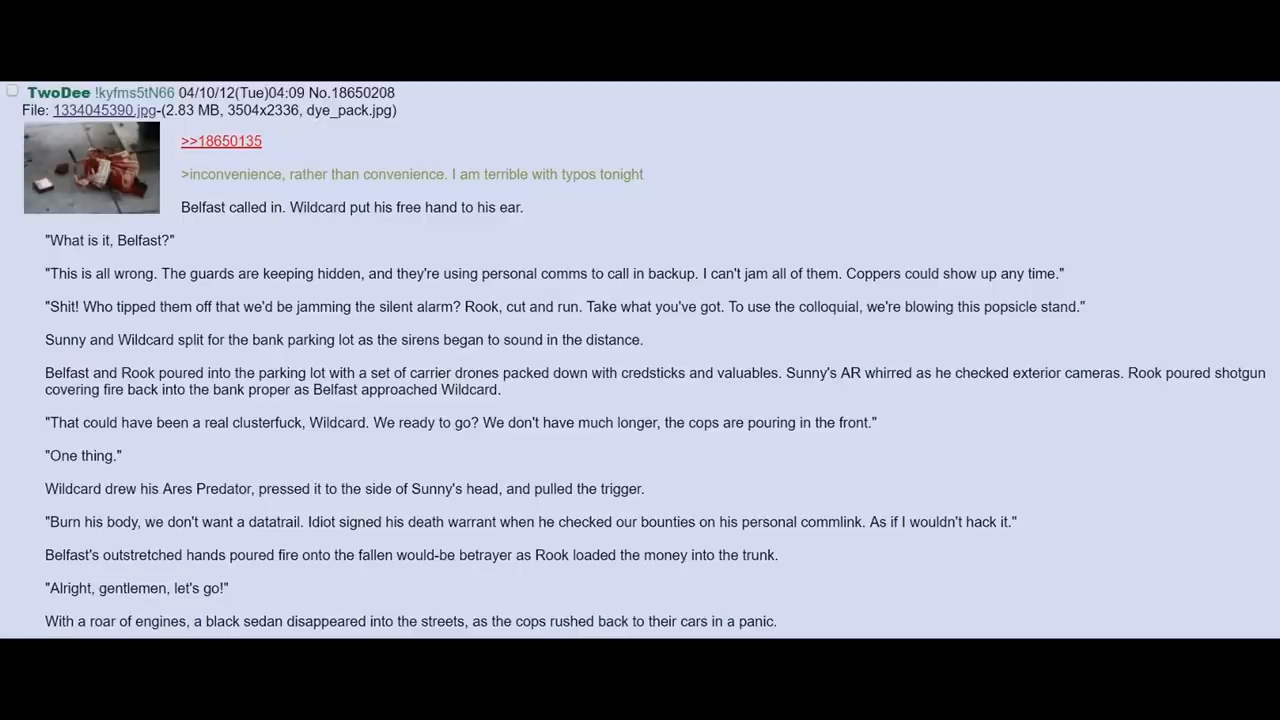 TwoDee !kyfms5tN66 04/10/12(Tue)04:09 No.18650208
File: 1334045390.jpg-(2.83 MB, 3504x2336, dye_pack.jpg)
>>18650135
>inconvenience, rather than convenience. I am terrible with typos tonight
Belfast called in. Wildcard put his free hand to his ear.
"What is it, Belfast?"
"This is all wrong. The guards are keeping hidden, and they're using personal comms to call in backup. I can't jam all of them. Coppers could show up any time."
"Shit! Who tipped them off that we'd be jamming the silent alarm? Rook, cut and run. Take what you've got. To use the colloquial, we're blowing this popsicle stand."
Sunny and Wildcard split for the bank parking lot as the sirens began to sound in the distance.
Belfast and Rook poured into the parking lot with a set of carrier drones packed down with credsticks and valuables. Sunny's AR whirred as he checked exterior cameras. Rook poured shotgun
covering fire back into the bank proper as Belfast approached Wildcard.
"That could have been a real clusterfuck, Wildcard. We ready to go? We don't have much longer, the cops are pouring in the front."
"One thing."
Wildcard drew his Ares Predator, pressed it to the side of Sunny's head, and pulled the trigger.
"Burn his body, we don't want a datatrail. Idiot signed his death warrant when he checked our bounties on his personal commlink. As if I wouldn't hack it."
Belfast's outstretched hands poured fire onto the fallen would-be betrayer as Rook loaded the money into the trunk.
"Alright, gentlemen, let's go!"
With a roar of engines, a black sedan disappeared into the streets, as the cops rushed back to their cars in a panic.